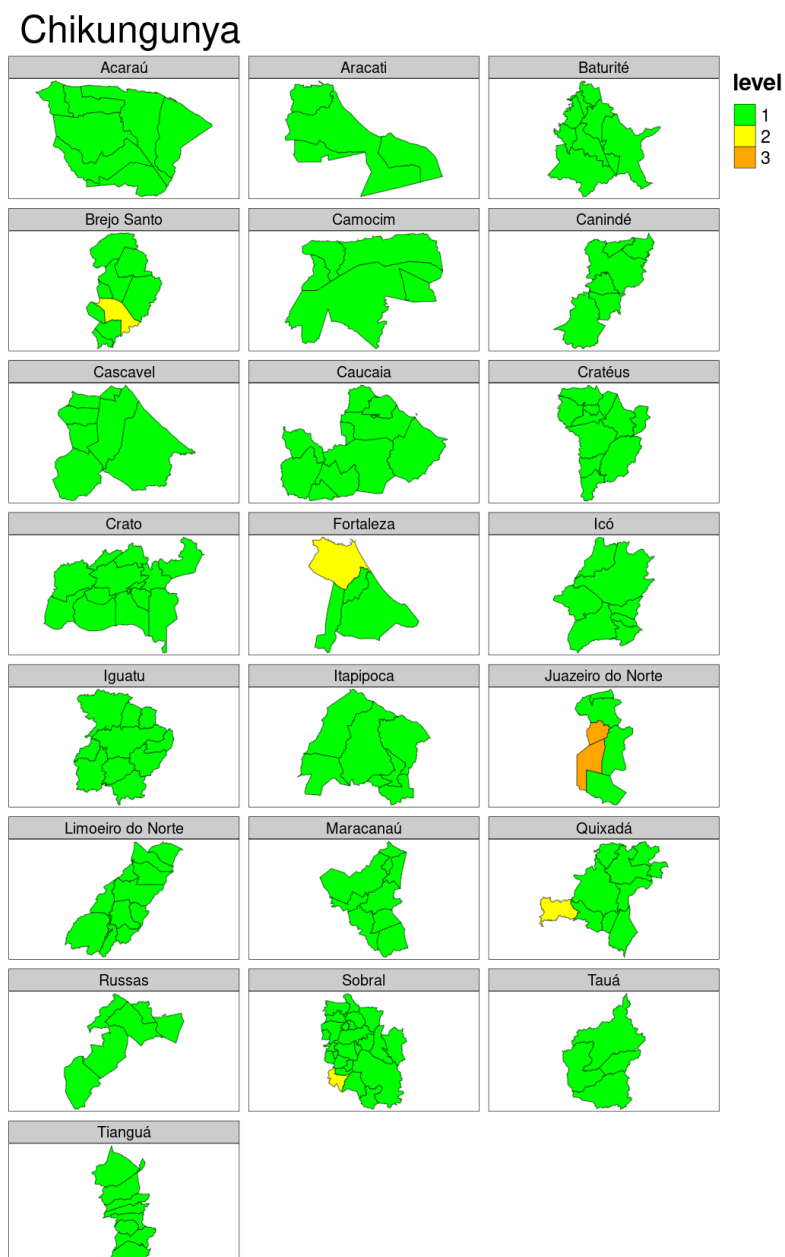 Chikungunya
Acaraú
Aracati
Baturité
level
1
2
3
Brejo Santo
Camocim
Canindé
Cascavel
Caucaia
Cratéus
Crato
Fortaleza
Icó
Iguatu
Itapipoca
Juazeiro do Norte
Limoeiro do Norte
Maracanaú
Quixadá
Russas
Sobral
Tauá
Tianguá